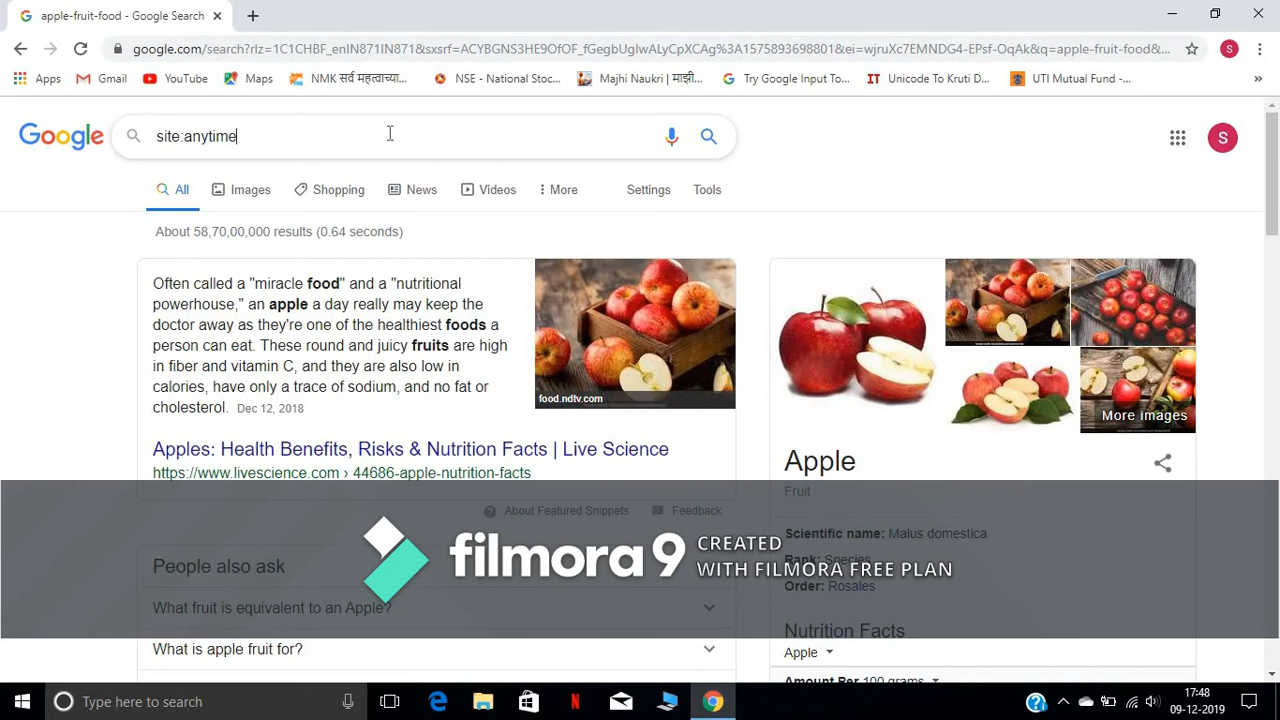 apple-fruit-food - Google Search
google.com/search?rlz=1C1CHBF_enIN871IN871&sxsrf=ACYBGNS3HE9OfOF_fGegbUglwALyCpXCAg%3A1575893698801&ei=wjruXc7EMNDG4-EPsf-OqAk&q=apple-fruit-food&...
Apps Gmail YouTube Maps NMK सर्व महत्वाच्या... NSE - National Stoc... Majhi Naukri | माझी... Try Google Input To... Unicode To Kruti D... UTI Mutual Fund -... »
Google site:anytime S
All Images Shopping News Videos More Settings Tools
About 58,70,00,000 results (0.64 seconds)
Often called a "miracle food" and a "nutritional
powerhouse," an apple a day really may keep the
doctor away as they're one of the healthiest foods a
person can eat. These round and juicy fruits are high
in fiber and vitamin C, and they are also low in
calories, have only a trace of sodium, and no fat or
cholesterol. Dec 12, 2018
food.ndtv.com
More images
Apples: Health Benefits, Risks & Nutrition Facts | Live Science
https://www.livescience.com › 44686-apple-nutrition-facts
About Featured Snippets Feedback
Apple
Fruit
Scientific name: Malus domestica
Rank: Species
Order: Rosales
Nutrition Facts
Apple
Amount Per 100 grams
People also ask
What fruit is equivalent to an Apple?
What is apple fruit for?
filmora9 CREATED
WITH FILMORA FREE PLAN
Type here to search
17:48
09-12-2019